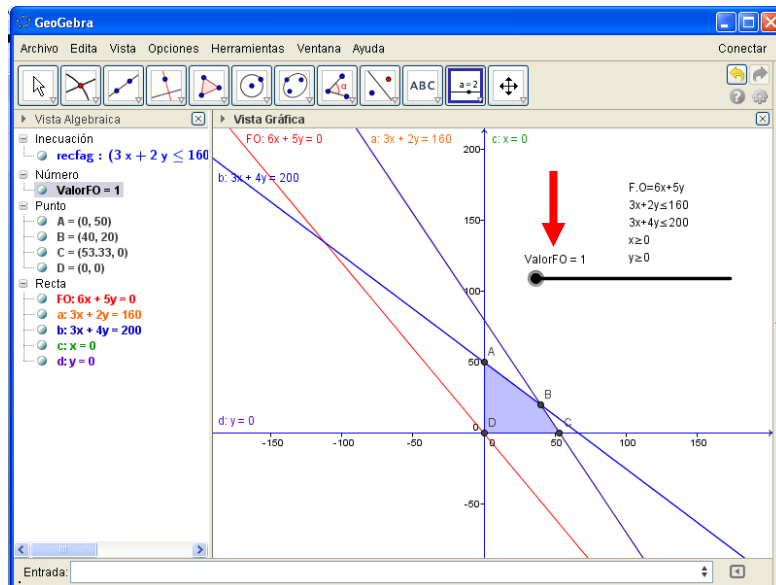 GeoGebra
Archivo Edita Vista Opciones Herramientas Ventana Ayuda Conectar
ABC a=2
Vista Algebraica
Inecuación
recfag : (3 x + 2 y ≤ 160
Número
ValorFO = 1
Punto
A = (0, 50)
B = (40, 20)
C = (53.33, 0)
D = (0, 0)
Recta
FO: 6x + 5y = 0
a: 3x + 2y = 160
b: 3x + 4y = 200
c: x = 0
d: y = 0
Vista Gráfica
FO: 6x + 5y = 0 a: 3x + 2y = 160 c: x = 0
200
b: 3x + 4y = 200
F.O=6x+5y
3x+2y≤160
3x+4y≤200
x≥0
y≥0
150
ValorFO = 1
100
50
A
B
d: y = 0
0
D
C
-150 -100 -50 0 50 100 150
-50
Entrada: